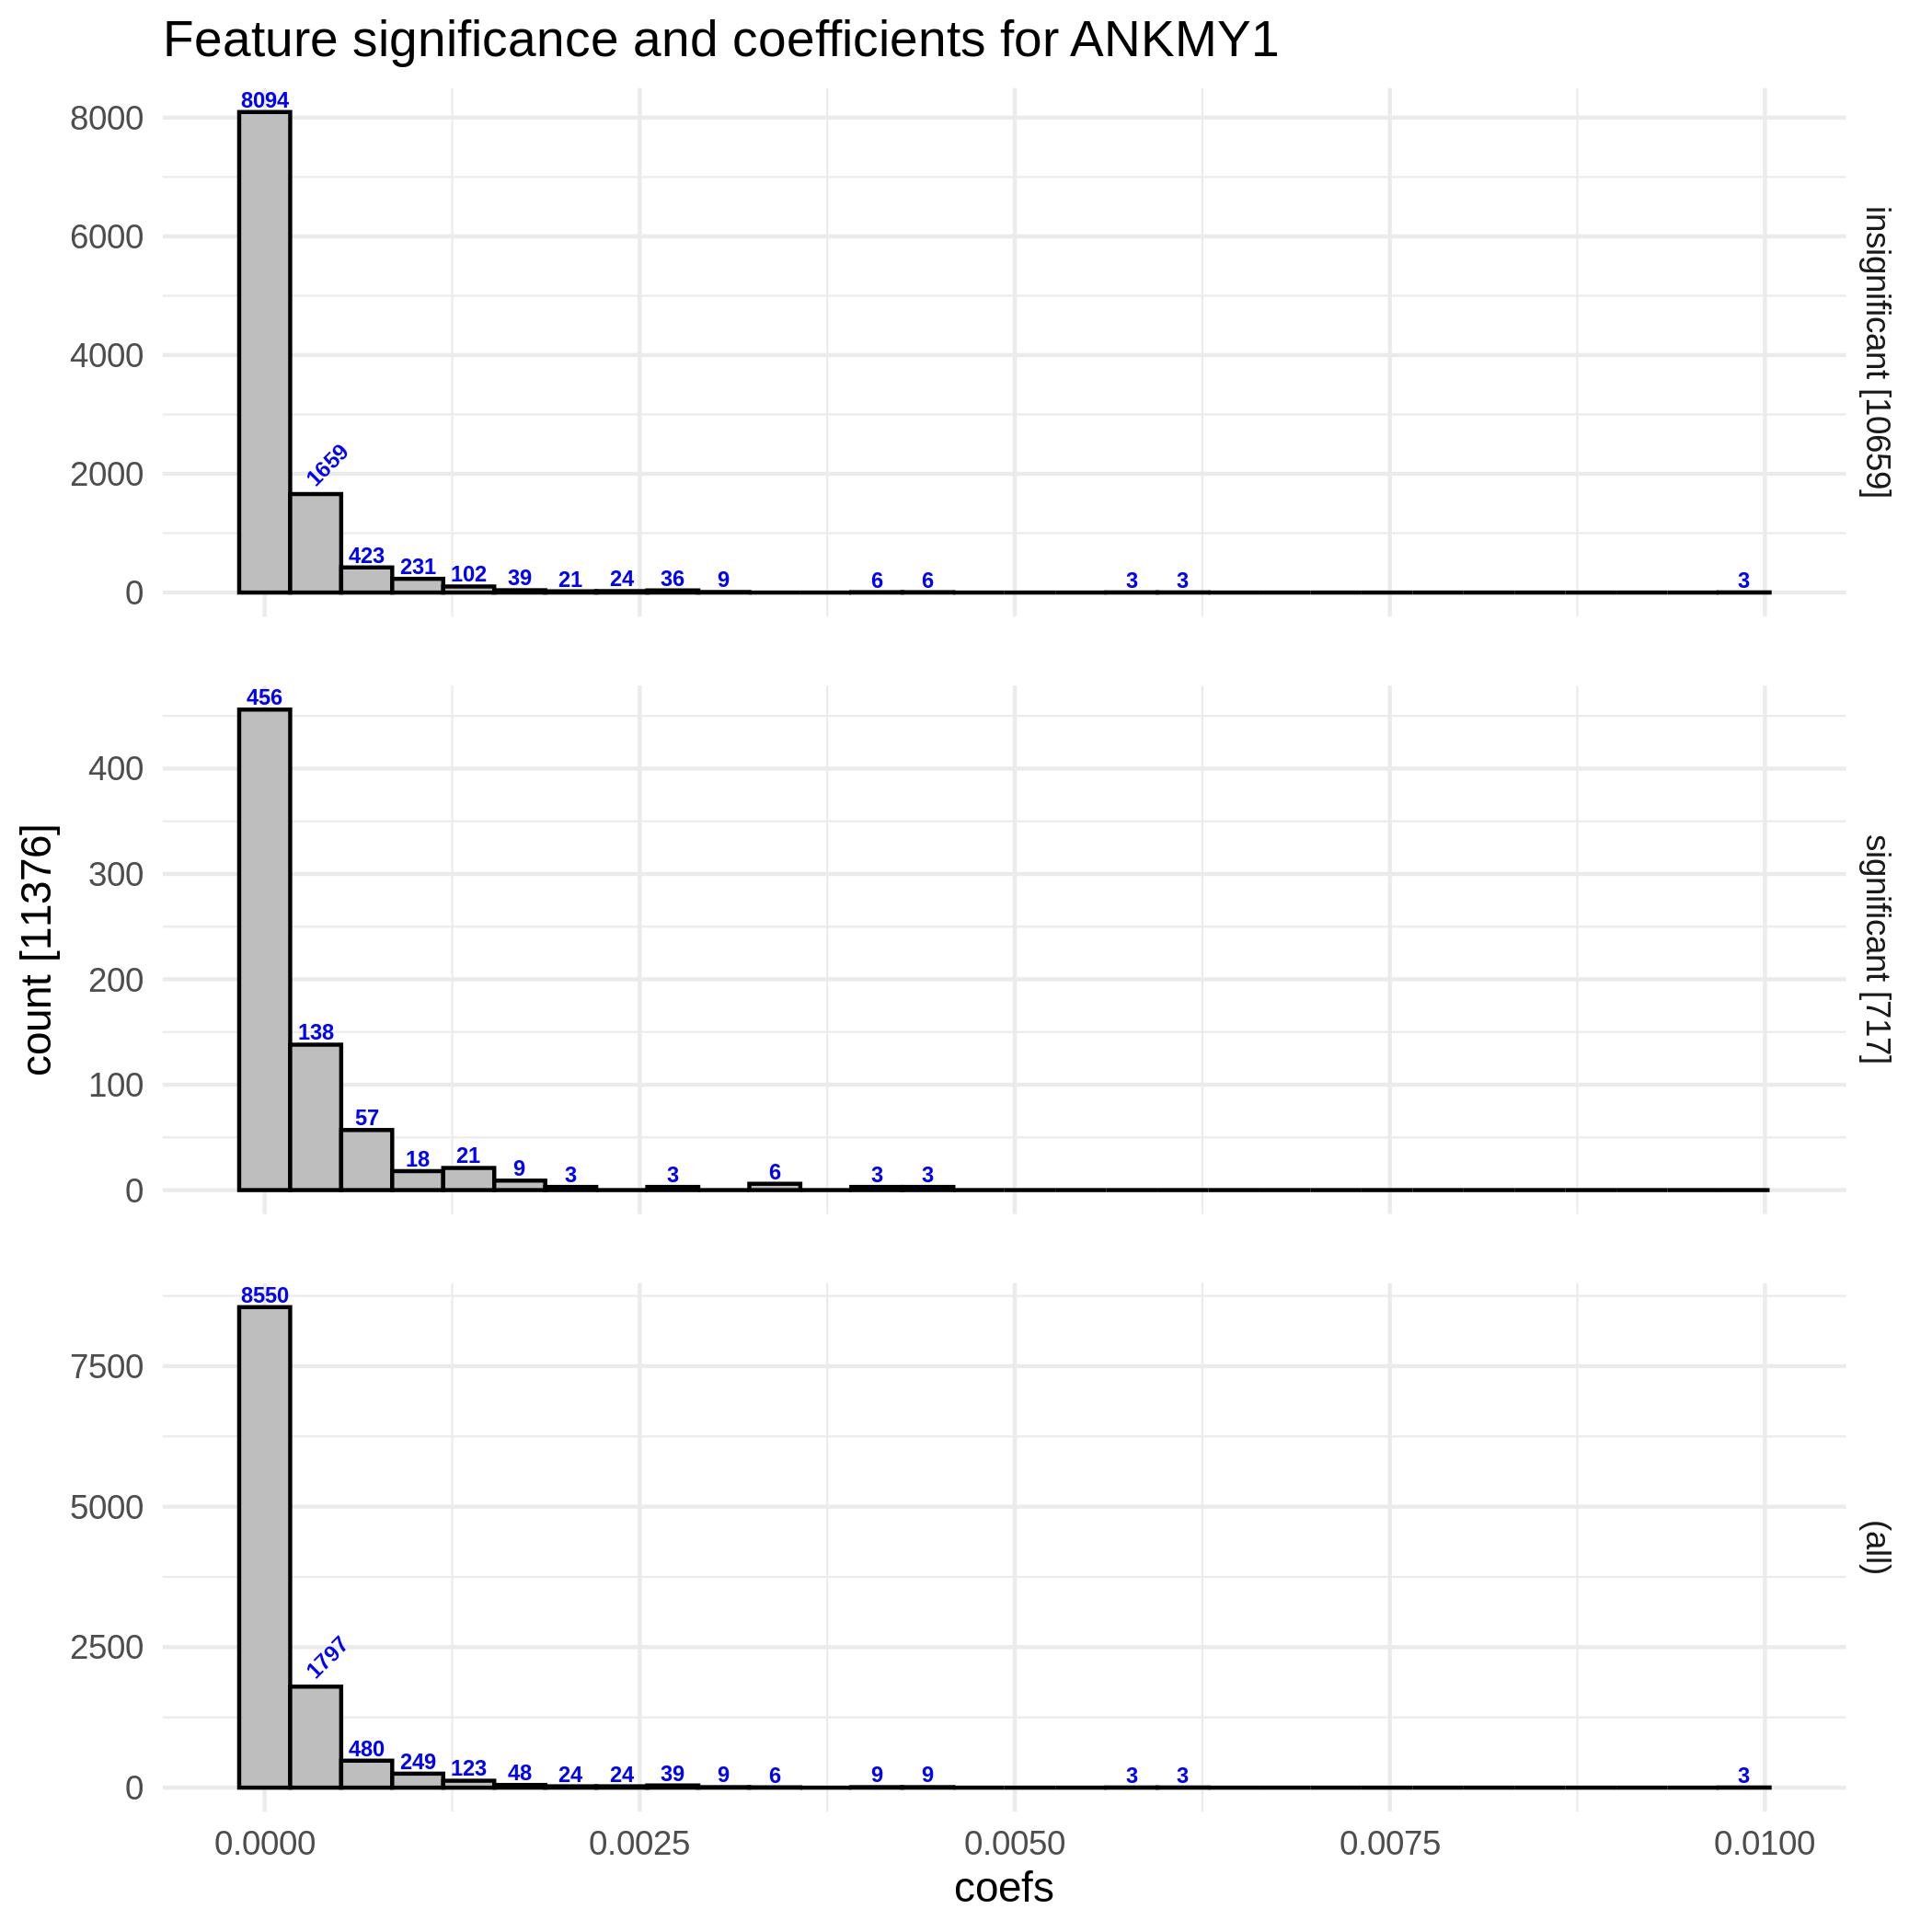 Feature significance and coefficients for ANKMY1
8094
8000
6000
4000
2000
0
1659
423 231 102 39 21 24 36 9 6 6 3 3 3
insignificant [10659]
456
400
300
200
100
0
138
57
18 21 9 3 3 6 3 3
significant [717]
count [11376]
8550
7500
5000
2500
0
1797
480 249 123 48 24 24 39 9 6 9 9 3 3 3
(all)
0.0000 0.0025 0.0050 0.0075 0.0100
coefs